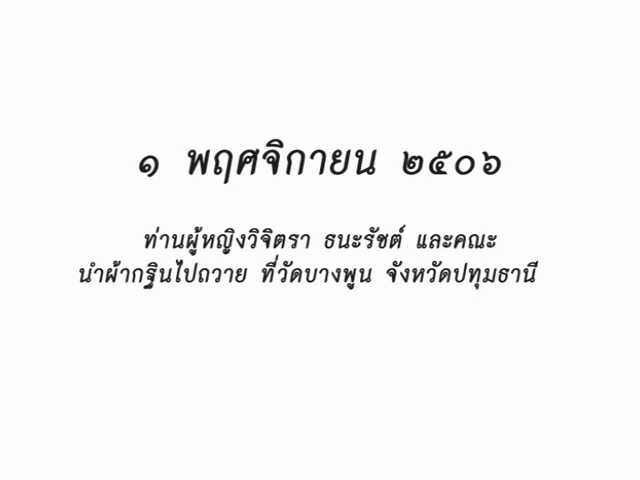 ๑ พฤศจิกายน ๒๕๐๖
ท่านผู้หญิงวิจิตรา ธนะรัชต์ และคณะ
นำผ้ากฐินไปถวาย ที่วัดบางพูน จังหวัดปทุมธานี